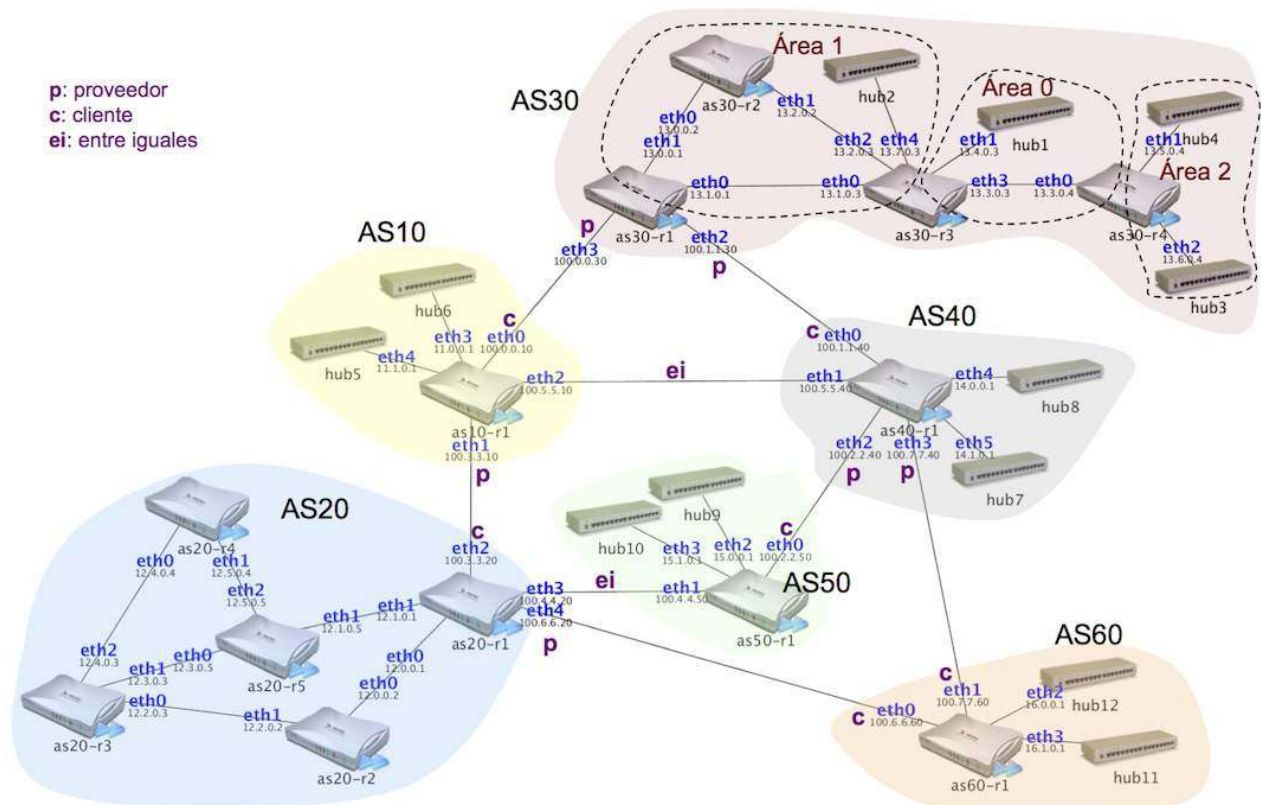 p: proveedor
c: cliente
ei: entre iguales
AS30
Área 1
as30-r2
eth0
13.0.0.2
eth1
13.0.0.1
eth1
13.2.0.2
hub2
eth2
13.2.0.3
eth4
13.7.0.3
Área 0
eth1
13.4.0.3
hub1
eth1
13.5.0.4
hub4
Área 2
eth0
13.1.0.1
eth0
13.1.0.3
eth3
13.3.0.3
eth0
13.3.0.4
as30-r1
as30-r3
as30-r4
eth2
13.6.0.4
hub3
p
eth3
100.0.0.30
eth2
100.1.1.30
p
AS10
hub6
eth3
11.0.0.1
c
eth0
100.0.0.10
hub5
eth4
11.1.0.1
eth2
100.5.5.10
as10-r1
eth1
100.3.3.10
p
ei
AS40
c
eth0
100.1.1.40
eth1
100.5.5.40
eth4
14.0.0.1
hub8
as40-r1
eth2
100.2.2.40
p
eth3
100.7.7.40
p
eth5
14.1.0.1
hub7
AS20
as20-r4
eth0
12.4.0.4
eth1
12.5.0.4
eth2
12.5.0.5
c
eth2
100.3.3.20
eth1
12.1.0.5
eth1
12.1.0.1
eth3
100.4.4.20
eth4
100.6.6.20
p
as20-r1
eth2
12.4.0.3
eth1
12.3.0.3
eth0
12.3.0.5
as20-r5
eth0
12.0.0.1
eth0
12.0.0.2
eth0
12.2.0.3
eth1
12.2.0.2
as20-r3
as20-r2
ei
hub9
hub10
eth3
15.1.0.1
eth2
15.0.0.1
c
eth0
100.2.2.50
eth1
100.4.4.50
AS50
as50-r1
AS60
c
eth1
100.7.7.60
eth2
16.0.0.1
hub12
c
eth0
100.6.6.60
eth3
16.1.0.1
hub11
as60-r1